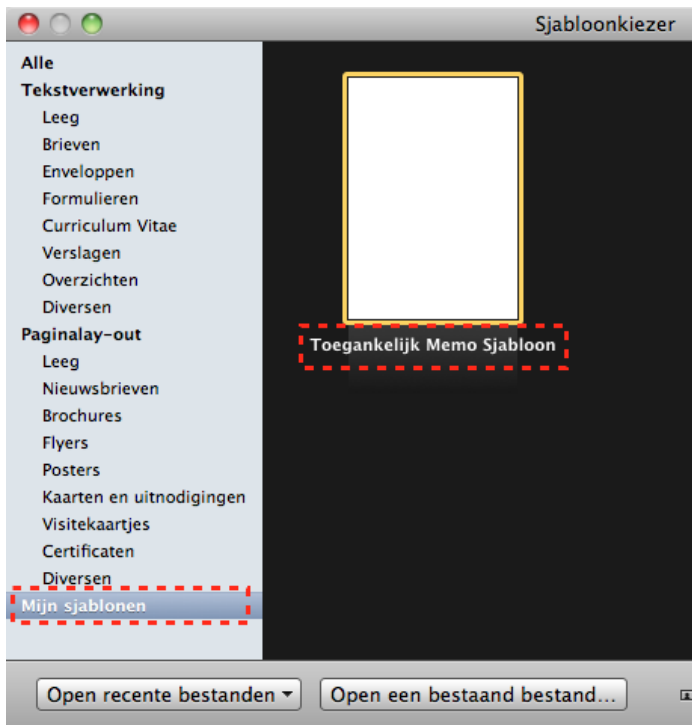 Sjabloonkiezer
Alle
Tekstverwerking
Leeg
Brieven
Enveloppen
Formulieren
Curriculum Vitae
Verslagen
Overzichten
Diversen
Paginalay-out
Leeg
Nieuwsbrieven
Brochures
Flyers
Posters
Kaarten en uitnodigingen
Visitekaartjes
Certificaten
Diversen
Mijn sjablonen
Toegankelijk Memo Sjabloon
Open recente bestanden
Open een bestaand bestand...